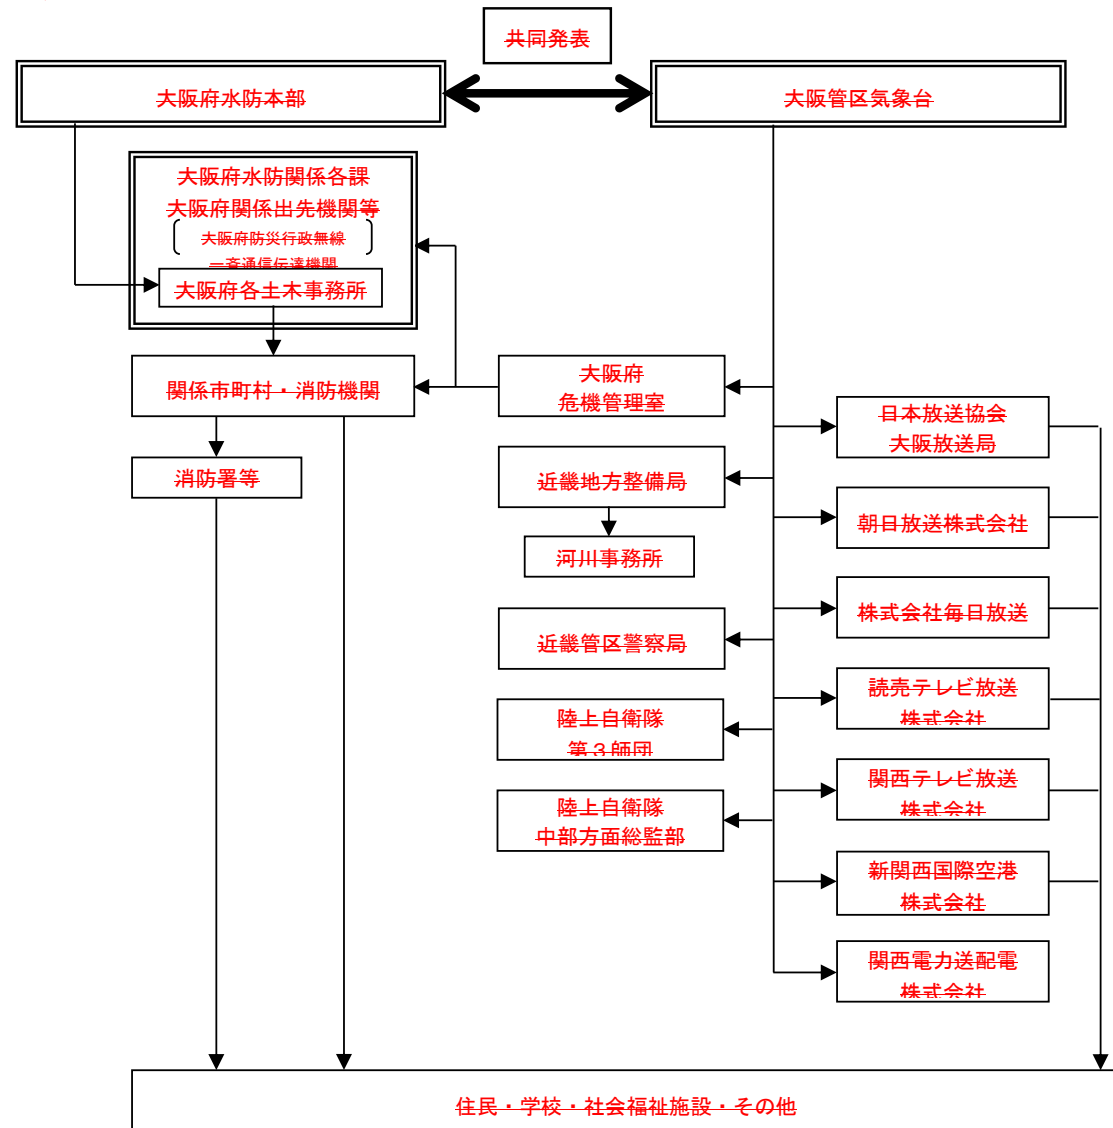 共同発表
大阪府水防本部
大阪管区気象台
大阪府水防関係各課
大阪府関係出先機関等
大阪府防災行政無線
一斉通信伝達機関
大阪府各土木事務所
関係市町村・消防機関
消防署等
大阪府
危機管理室
近畿地方整備局
河川事務所
近畿管区警察局
陸上自衛隊
第3師団
陸上自衛隊
中部方面総監部
日本放送協会
大阪放送局
朝日放送株式会社
株式会社毎日放送
読売テレビ放送
株式会社
関西テレビ放送
株式会社
新関西国際空港
株式会社
関西電力送配電
株式会社
住民・学校・社会福祉施設・その他